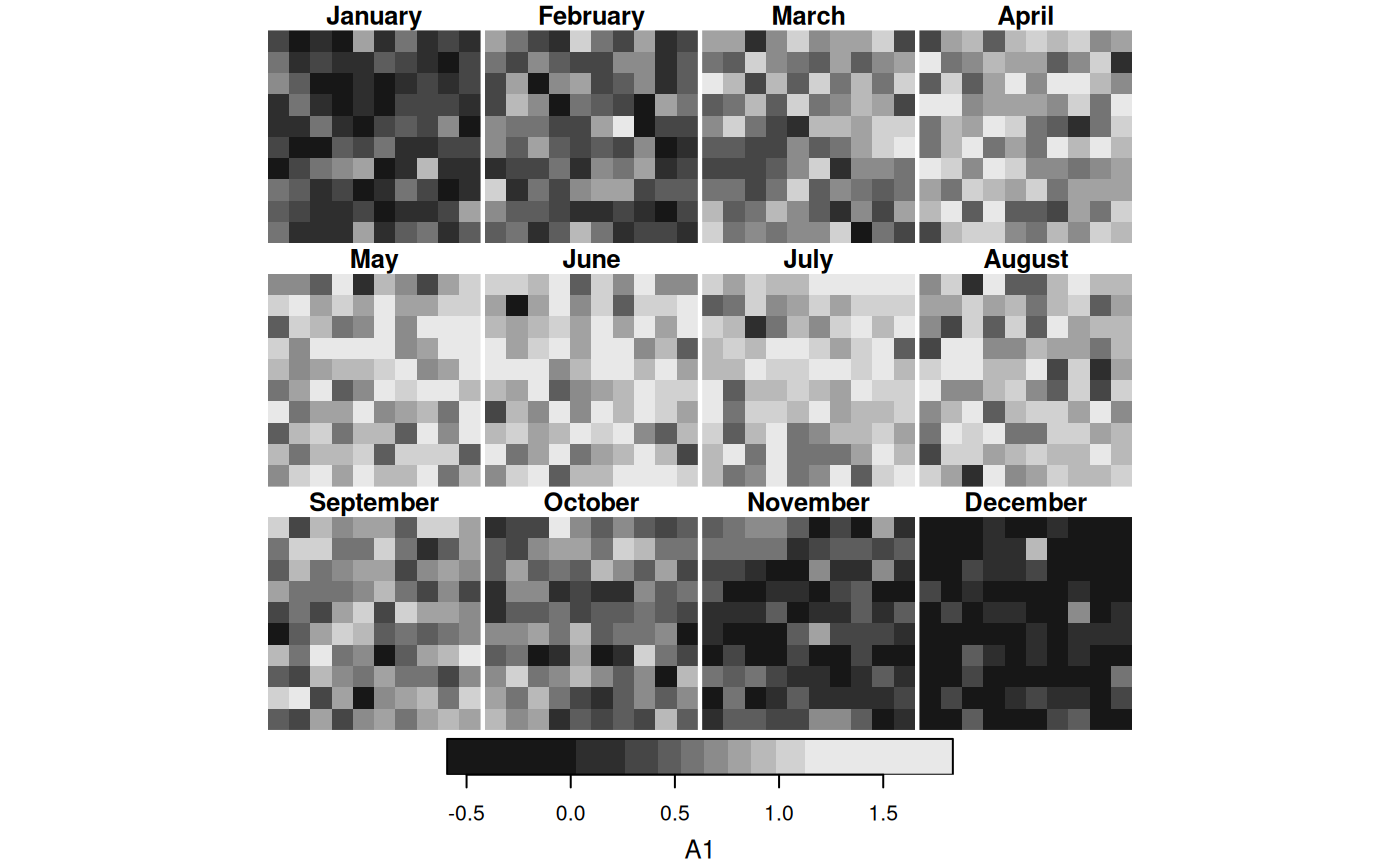 January February March April
May June July August
September October November December
-0.5 0.0 0.5 1.0 1.5
A1